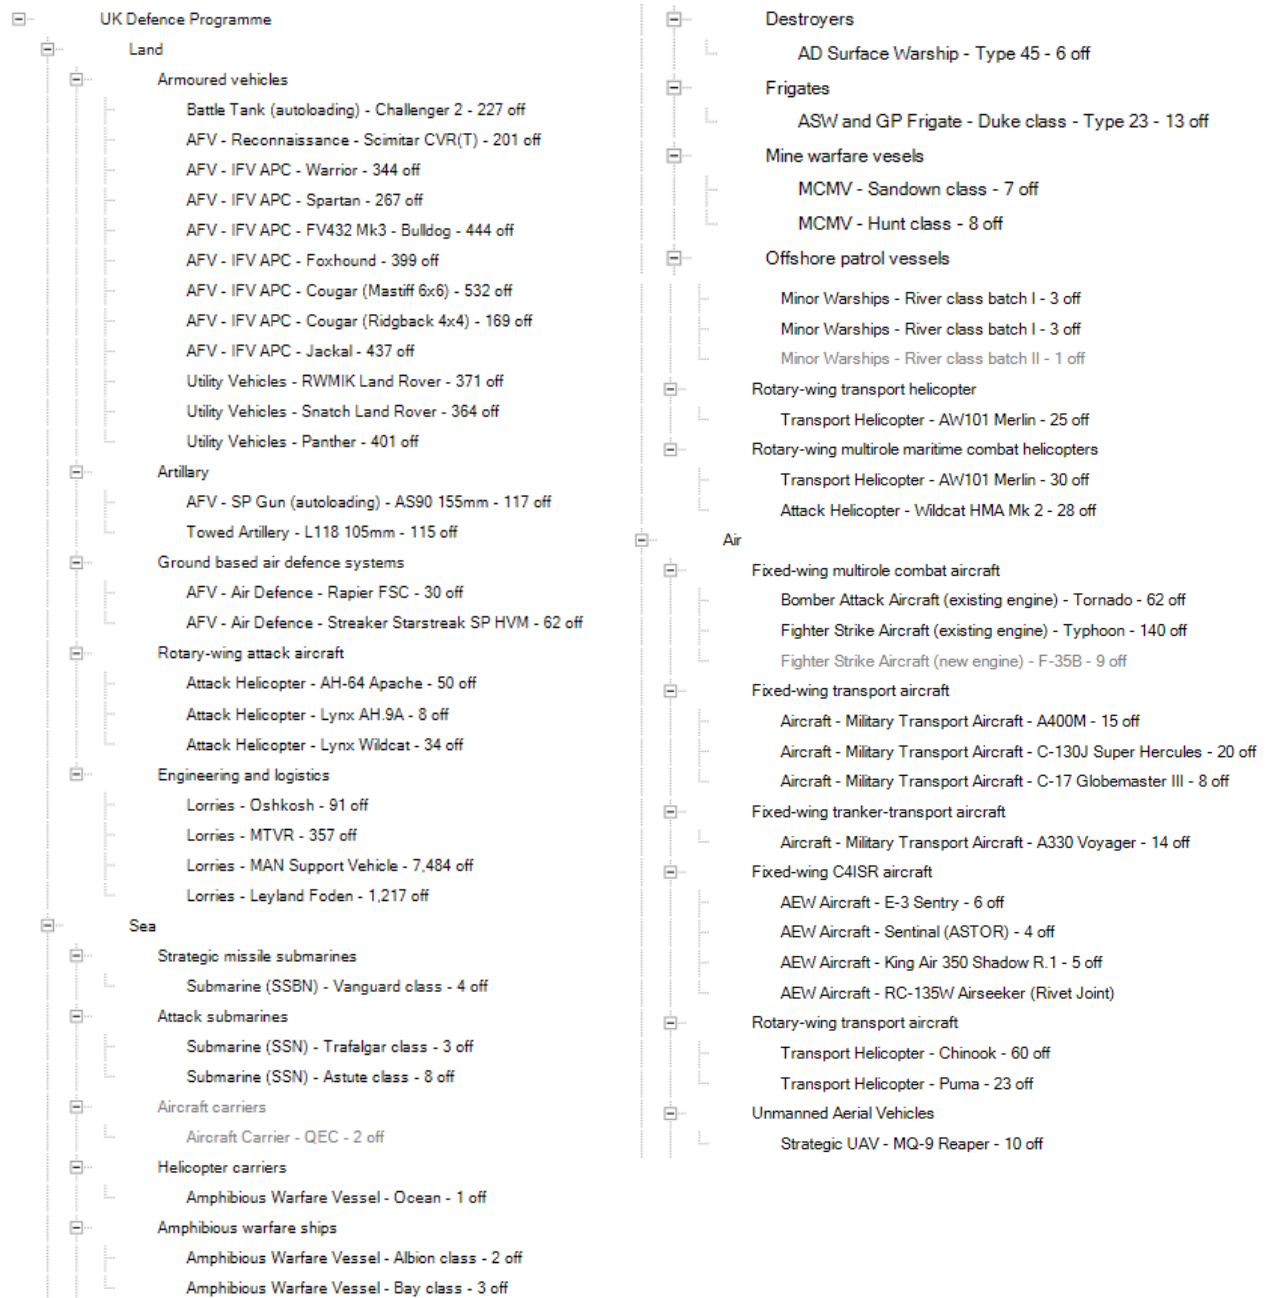 UK Defence Programme
Land
Armoured vehicles
Battle Tank (autoloading) - Challenger 2 - 227 off
AFV - Reconnaissance - Scimitar CVR(T) - 201 off
AFV - IFV APC - Warrior - 344 off
AFV - IFV APC - Spartan - 267 off
AFV - IFV APC - FV432 Mk3 - Bulldog - 444 off
AFV - IFV APC - Foxhound - 399 off
AFV - IFV APC - Cougar (Mastiff 6x6) - 532 off
AFV - IFV APC - Cougar (Ridgback 4x4) - 169 off
AFV - IFV APC - Jackal - 437 off
Utility Vehicles - RWMIK Land Rover - 371 off
Utility Vehicles - Snatch Land Rover - 364 off
Utility Vehicles - Panther - 401 off
Artillary
AFV - SP Gun (autoloading) - AS90 155mm - 117 off
Towed Artillery - L118 105mm - 115 off
Ground based air defence systems
AFV - Air Defence - Rapier FSC - 30 off
AFV - Air Defence - Streaker Starstreak SP HVM - 62 off
Rotary-wing attack aircraft
Attack Helicopter - AH-64 Apache - 50 off
Attack Helicopter - Lynx AH.9A - 8 off
Attack Helicopter - Lynx Wildcat - 34 off
Engineering and logistics
Lorries - Oshkosh - 91 off
Lorries - MTVR - 357 off
Lorries - MAN Support Vehicle - 7,484 off
Lorries - Leyland Foden - 1,217 off
Sea
Strategic missile submarines
Submarine (SSBN) - Vanguard class - 4 off
Attack submarines
Submarine (SSN) - Trafalgar class - 3 off
Submarine (SSN) - Astute class - 8 off
Aircraft carriers
Aircraft Carrier - QEC - 2 off
Helicopter carriers
Amphibious Warfare Vessel - Ocean - 1 off
Amphibious warfare ships
Amphibious Warfare Vessel - Albion class - 2 off
Amphibious Warfare Vessel - Bay class - 3 off
Destroyers
AD Surface Warship - Type 45 - 6 off
Frigates
ASW and GP Frigate - Duke class - Type 23 - 13 off
Mine warfare vesels
MCMV - Sandown class - 7 off
MCMV - Hunt class - 8 off
Offshore patrol vessels
Minor Warships - River class batch I - 3 off
Minor Warships - River class batch I - 3 off
Minor Warships - River class batch II - 1 off
Rotary-wing transport helicopter
Transport Helicopter - AW101 Merlin - 25 off
Rotary-wing multirole maritime combat helicopters
Transport Helicopter - AW101 Merlin - 30 off
Attack Helicopter - Wildcat HMA Mk 2 - 28 off
Air
Fixed-wing multirole combat aircraft
Bomber Attack Aircraft (existing engine) - Tornado - 62 off
Fighter Strike Aircraft (existing engine) - Typhoon - 140 off
Fighter Strike Aircraft (new engine) - F-35B - 9 off
Fixed-wing transport aircraft
Aircraft - Military Transport Aircraft - A400M - 15 off
Aircraft - Military Transport Aircraft - C-130J Super Hercules - 20 off
Aircraft - Military Transport Aircraft - C-17 Globemaster III - 8 off
Fixed-wing tranker-transport aircraft
Aircraft - Military Transport Aircraft - A330 Voyager - 14 off
Fixed-wing C4ISR aircraft
AEW Aircraft - E-3 Sentry - 6 off
AEW Aircraft - Sentinal (ASTOR) - 4 off
AEW Aircraft - King Air 350 Shadow R.1 - 5 off
AEW Aircraft - RC-135W Airseeker (Rivet Joint)
Rotary-wing transport aircraft
Transport Helicopter - Chinook - 60 off
Transport Helicopter - Puma - 23 off
Unmanned Aerial Vehicles
Strategic UAV - MQ-9 Reaper - 10 off